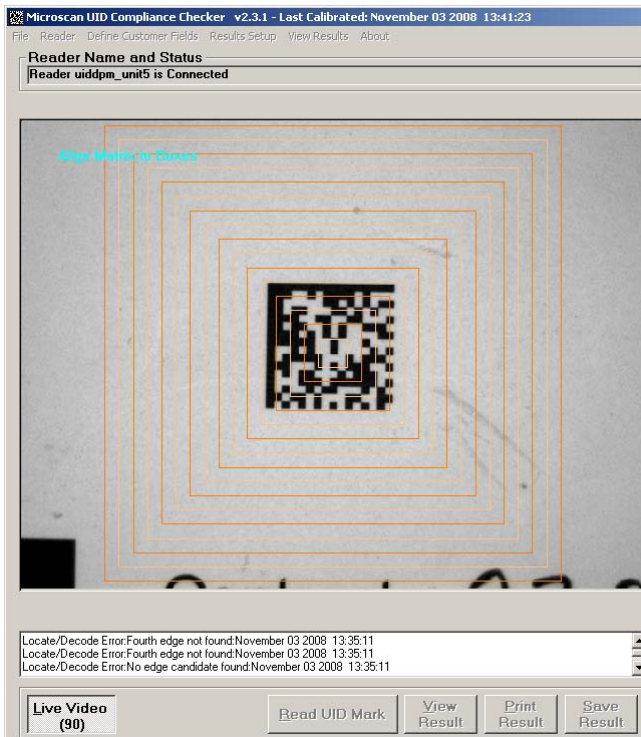 Microscan UID Compliance Checker v2.3.1 - Last Calibrated: November 03 2008 13:41:23
File Reader Define Customer Fields Results Setup View Results About
Reader Name and Status
Reader uiddpm_unit5 is Connected
Align Matrix to Boxes
Locate/Decode Error:Fourth edge not found:November 03 2008 13:35:11
Locate/Decode Error:Fourth edge not found:November 03 2008 13:35:11
Locate/Decode Error:No edge candidate found:November 03 2008 13:35:11
Live Video
(90)
Read UID Mark
View
Result
Print
Result
Save
Result